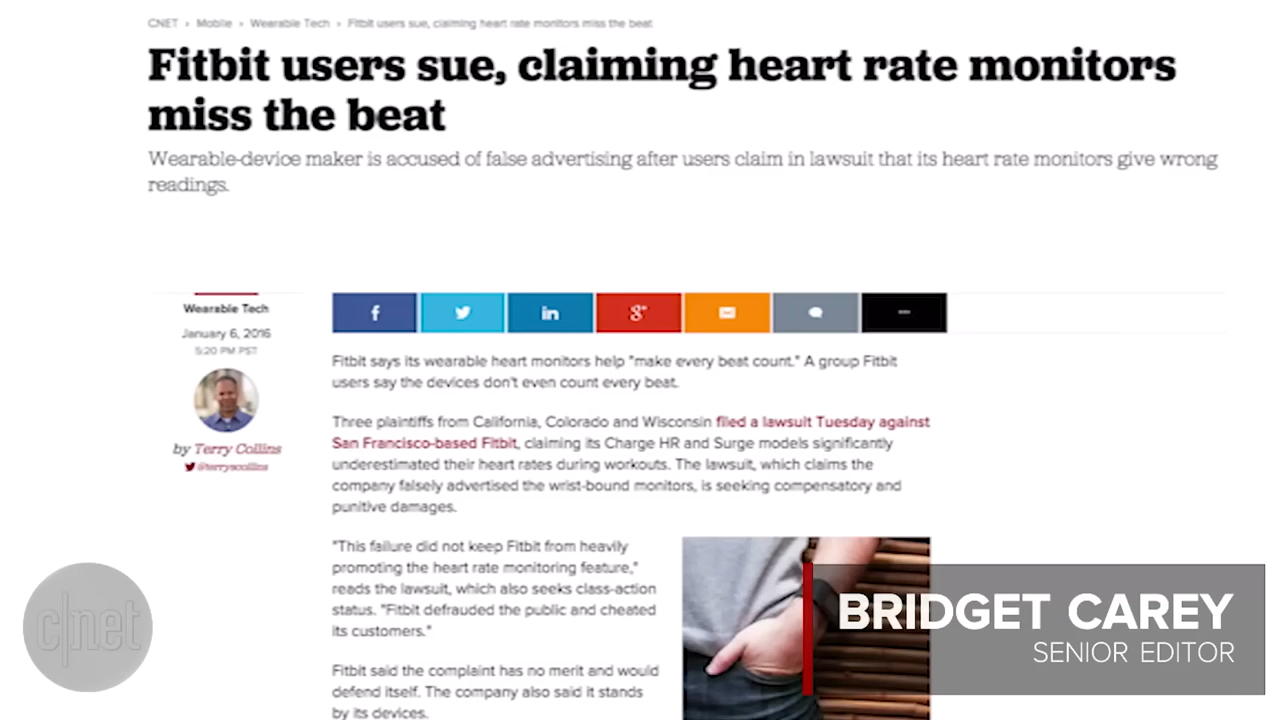 CNET › Mobile › Wearable Tech › Fitbit users sue, claiming heart rate monitors miss the beat
Fitbit users sue, claiming heart rate monitors
miss the beat
Wearable-device maker is accused of false advertising after users claim in lawsuit that its heart rate monitors give wrong
readings.
Wearable Tech
January 6, 2016
5:20 PM PST
by Terry Collins
@terryscollins
f
in
g+
Fitbit says its wearable heart monitors help "make every beat count." A group Fitbit
users say the devices don't even count every beat.
Three plaintiffs from California, Colorado and Wisconsin filed a lawsuit Tuesday against
San Francisco-based Fitbit, claiming its Charge HR and Surge models significantly
underestimated their heart rates during workouts. The lawsuit, which claims the
company falsely advertised the wrist-bound monitors, is seeking compensatory and
punitive damages.
"This failure did not keep Fitbit from heavily
promoting the heart rate monitoring feature,"
reads the lawsuit, which also seeks class-action
status. "Fitbit defrauded the public and cheated
its customers."
Fitbit said the complaint has no merit and would
defend itself. The company also said it stands
by its devices.
c|net
BRIDGET CAREY
SENIOR EDITOR